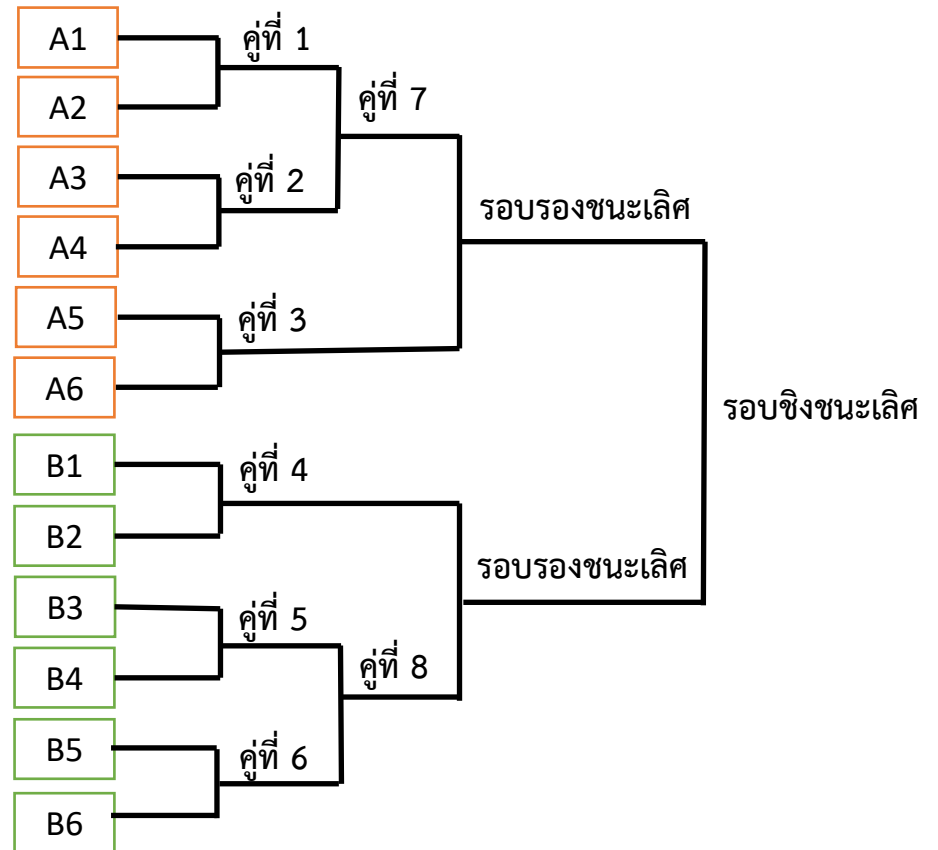 A1
คู่ที่ 1
A2
คู่ที่ 7
A3
คู่ที่ 2
A4
รอบรองชนะเลิศ
A5
คู่ที่ 3
A6
รอบชิงชนะเลิศ
B1
คู่ที่ 4
B2
รอบรองชนะเลิศ
B3
คู่ที่ 5
B4
คู่ที่ 8
B5
คู่ที่ 6
B6